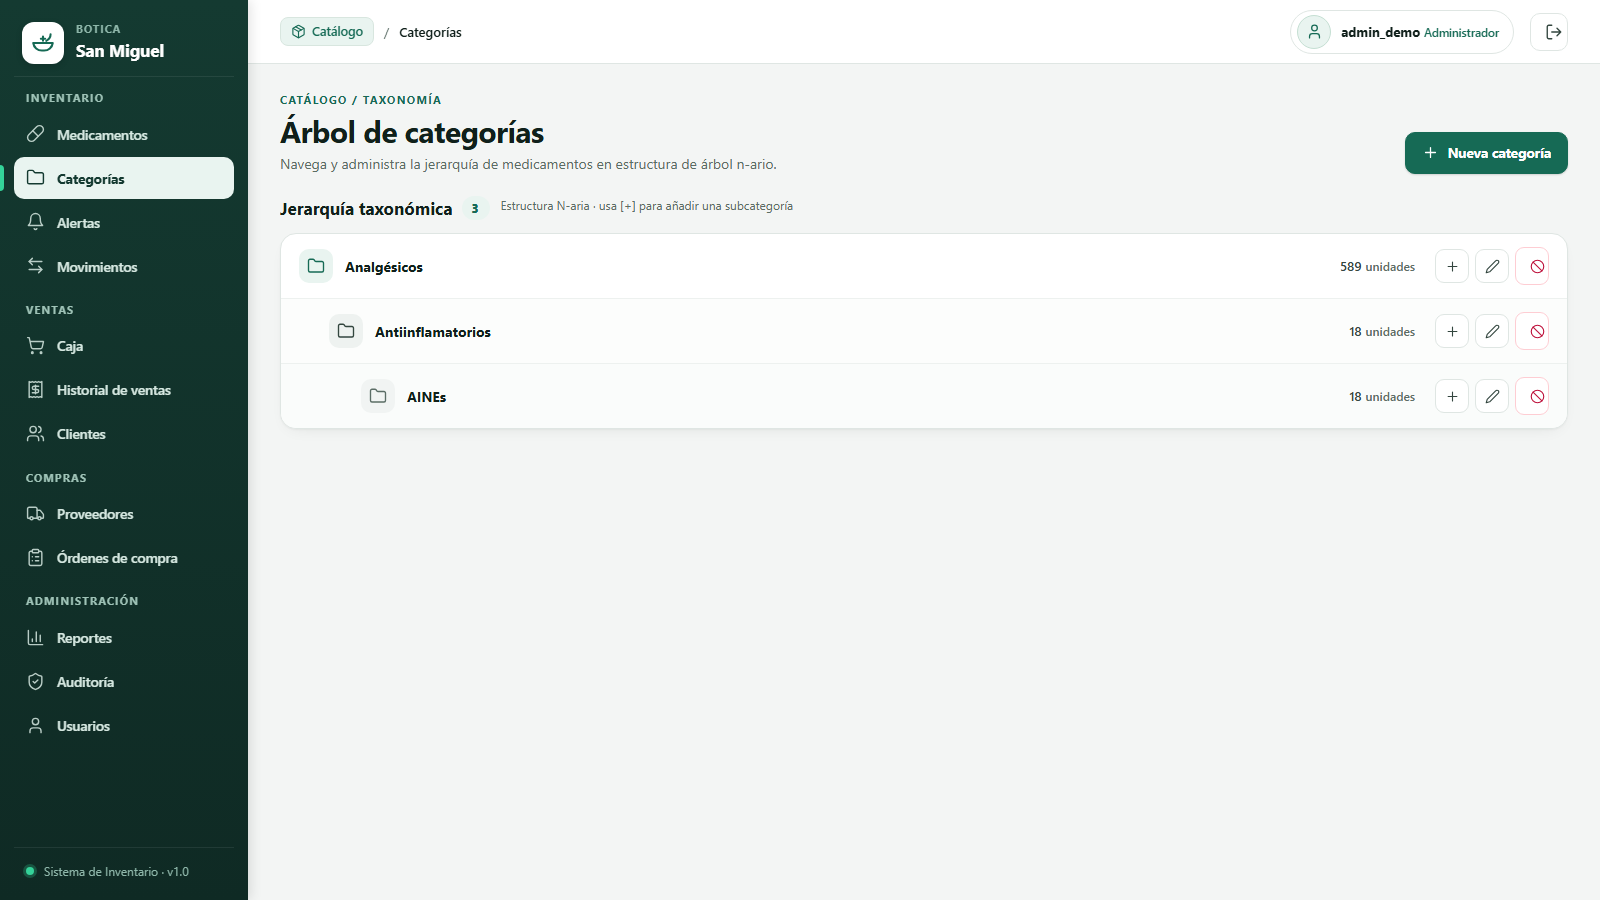 BOTICA
San Miguel
INVENTARIO
Medicamentos
Categorías
Alertas
Movimientos
VENTAS
Caja
Historial de ventas
Clientes
COMPRAS
Proveedores
Órdenes de compra
ADMINISTRACIÓN
Reportes
Auditoría
Usuarios
Sistema de Inventario · v1.0
Catálogo / Categorías
admin_demo Administrador
CATÁLOGO / TAXONOMÍA
Árbol de categorías
Navega y administra la jerarquía de medicamentos en estructura de árbol n-ario.
+ Nueva categoría
Jerarquía taxonómica 3 Estructura N-aria · usa [+] para añadir una subcategoría
Analgésicos 589 unidades
Antiinflamatorios 18 unidades
AINEs 18 unidades